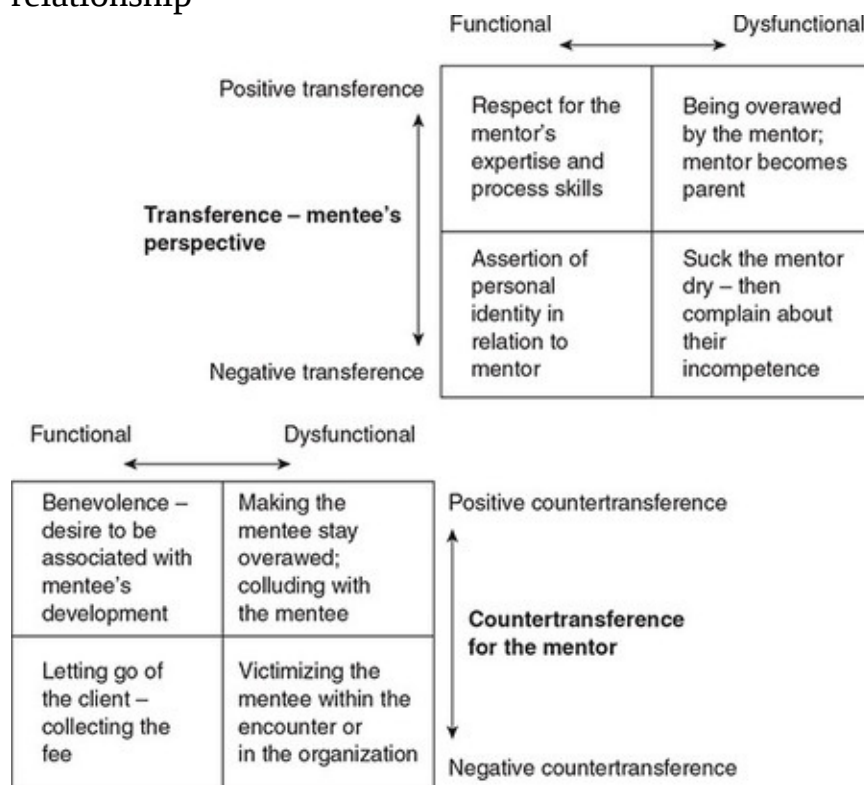 relationship
Functional
Dysfunctional
Positive transference
Transference – mentee's
perspective
Negative transference
Respect for the
mentor's
expertise and
process skills
Being overawed
by the mentor;
mentor becomes
parent
Assertion of
personal
identity in
relation to
mentor
Suck the mentor
dry – then
complain about
their
incompetence
Functional
Dysfunctional
Benevolence –
desire to be
associated with
mentee's
development
Making the
mentee stay
overawed;
colluding with
the mentee
Letting go of
the client –
collecting the
fee
Victimizing the
mentee within the
encounter or
in the organization
Positive countertransference
Countertransference
for the mentor
Negative countertransference